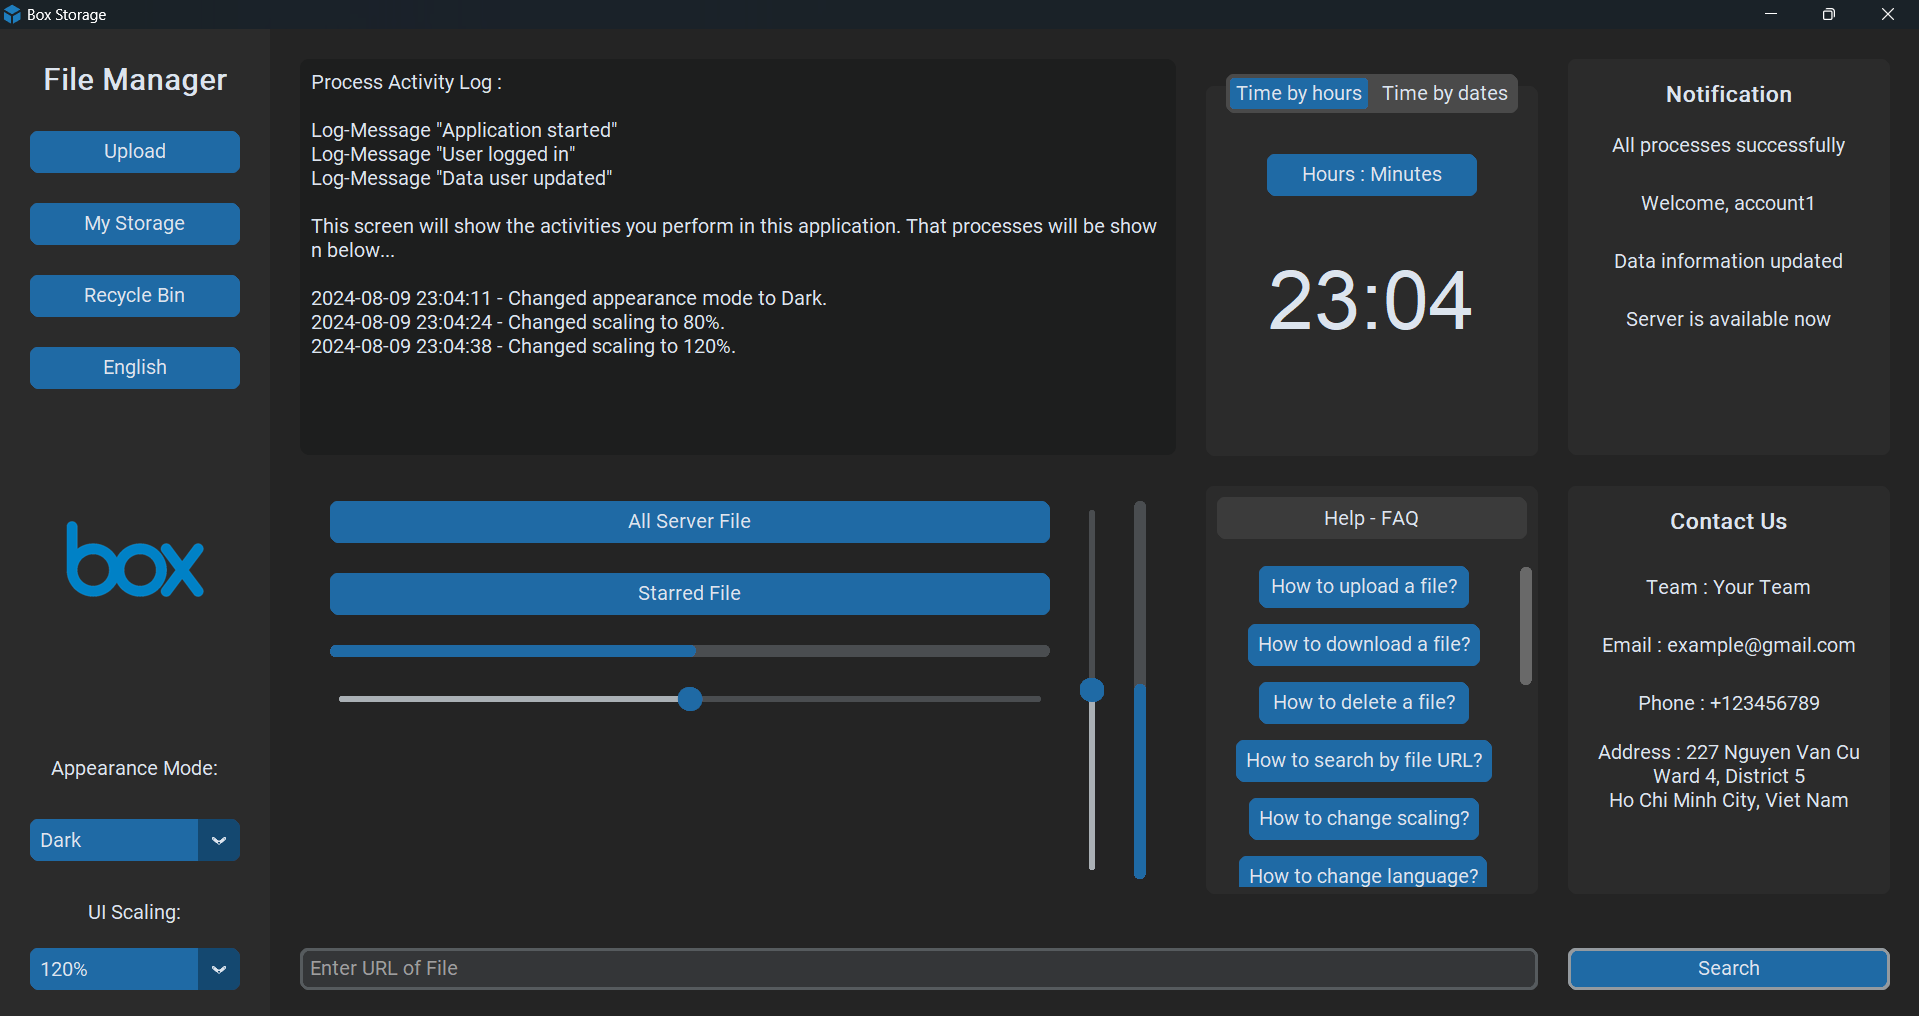 Box Storage
File Manager
Upload
My Storage
Recycle Bin
English
box
Appearance Mode:
Dark
UI Scaling:
120%
Process Activity Log :
Log-Message "Application started"
Log-Message "User logged in"
Log-Message "Data user updated"
This screen will show the activities you perform in this application. That processes will be show
n below...
2024-08-09 23:04:11 - Changed appearance mode to Dark.
2024-08-09 23:04:24 - Changed scaling to 80%.
2024-08-09 23:04:38 - Changed scaling to 120%.
Time by hours Time by dates
Hours : Minutes
23:04
Notification
All processes successfully
Welcome, account1
Data information updated
Server is available now
All Server File
Starred File
Help - FAQ
How to upload a file?
How to download a file?
How to delete a file?
How to search by file URL?
How to change scaling?
How to change language?
Contact Us
Team : Your Team
Email : example@gmail.com
Phone : +123456789
Address : 227 Nguyen Van Cu
Ward 4, District 5
Ho Chi Minh City, Viet Nam
Enter URL of File
Search